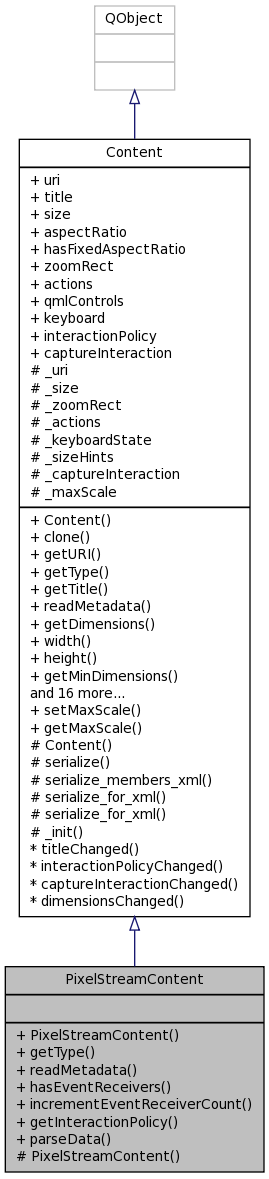 QObject
Content
+ uri
+ title
+ size
+ aspectRatio
+ hasFixedAspectRatio
+ zoomRect
+ actions
+ qmlControls
+ keyboard
+ interactionPolicy
+ captureInteraction
# _uri
# _size
# _zoomRect
# _actions
# _keyboardState
# _sizeHints
# _captureInteraction
# _maxScale
+ Content()
+ clone()
+ getURI()
+ getType()
+ getTitle()
+ readMetadata()
+ getDimensions()
+ width()
+ height()
+ getMinDimensions()
and 16 more...
+ setMaxScale()
+ getMaxScale()
# Content()
# serialize()
# serialize_members_xml()
# serialize_for_xml()
# serialize_for_xml()
# _init()
* titleChanged()
* interactionPolicyChanged()
* captureInteractionChanged()
* dimensionsChanged()
PixelStreamContent
+ PixelStreamContent()
+ getType()
+ readMetadata()
+ hasEventReceivers()
+ incrementEventReceiverCount()
+ getInteractionPolicy()
+ parseData()
# PixelStreamContent()